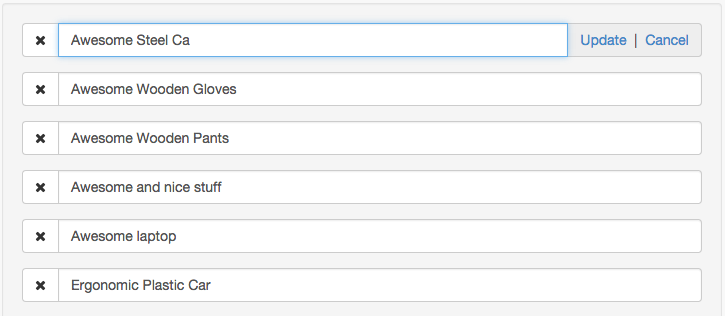 ✖ Awesome Steel Ca Update | Cancel
✖ Awesome Wooden Gloves
✖ Awesome Wooden Pants
✖ Awesome and nice stuff
✖ Awesome laptop
✖ Ergonomic Plastic Car